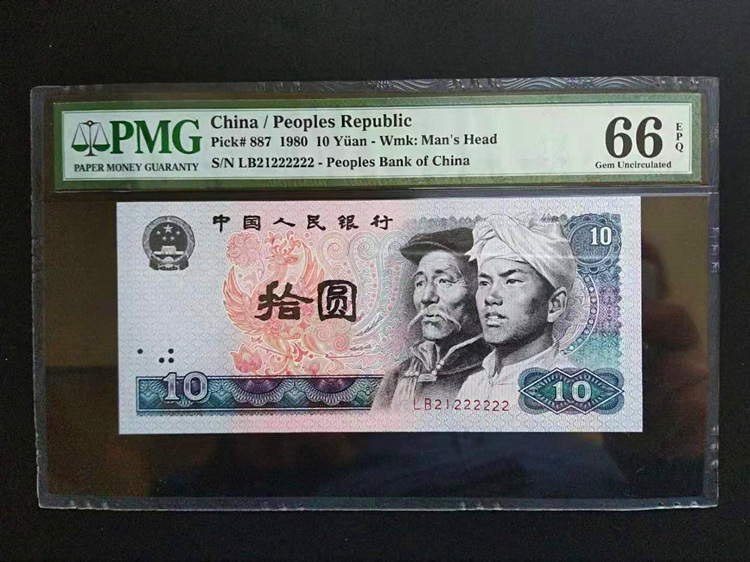 PMG
PAPER MONEY GUARANTY
China / Peoples Republic
Pick# 887 1980 10 Yüan - Wmk: Man's Head
S/N LB21222222 - Peoples Bank of China
66 EPQ
Gem Uncirculated
中国人民银行
10
拾圆
10
10
LB21222222